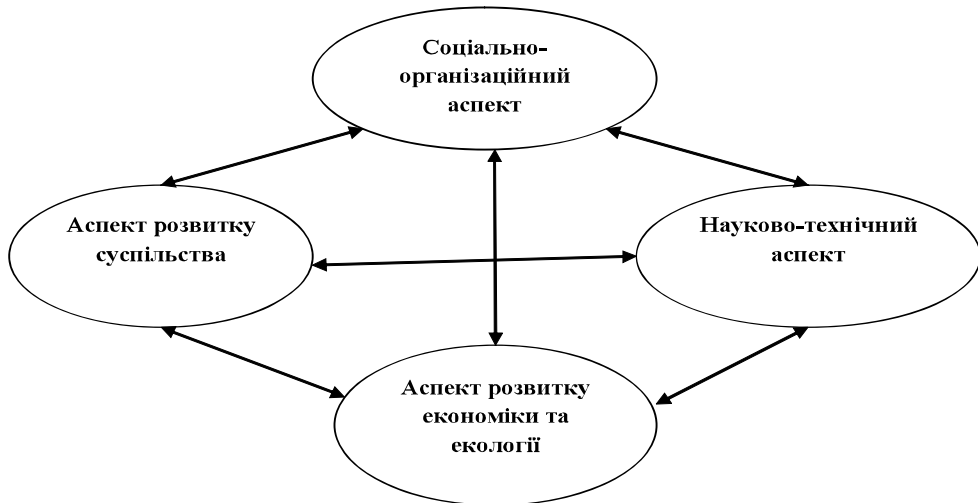 Соціально-
організаційний
аспект
Аспект розвитку
суспільства
Науково-технічний
аспект
Аспект розвитку
економіки та
екології